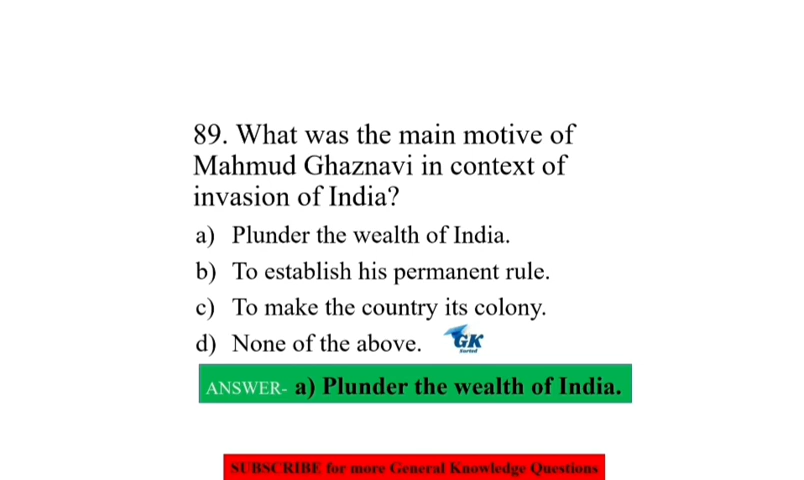 89. What was the main motive of
Mahmud Ghaznavi in context of
invasion of India?
a) Plunder the wealth of India.
b) To establish his permanent rule.
c) To make the country its colony.
d) None of the above.
GK
Sorted
ANSWER- a) Plunder the wealth of India.
SUBSCRIBE for more General Knowledge Questions